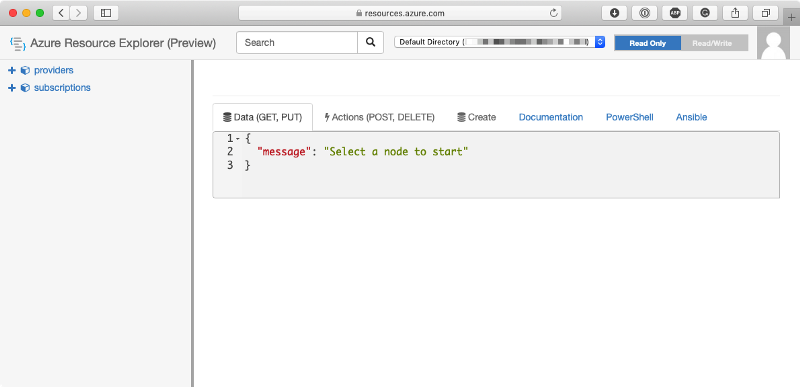 resources.azure.com
Azure Resource Explorer (Preview)
Search
Default Directory (
Read Only
Read/Write
providers
subscriptions
Data (GET, PUT)
Actions (POST, DELETE)
Create
Documentation
PowerShell
Ansible
1 {
2 "message": "Select a node to start"
3 }